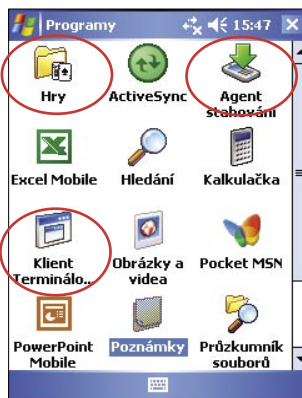 Programy 15:47
Hry ActiveSync Agent
stahování
Excel Mobile Hledání Kalkulačka
Klient Obrázky a Pocket MSN
Terminálo... videa
PowerPoint Poznámky Průzkumník
Mobile souborů